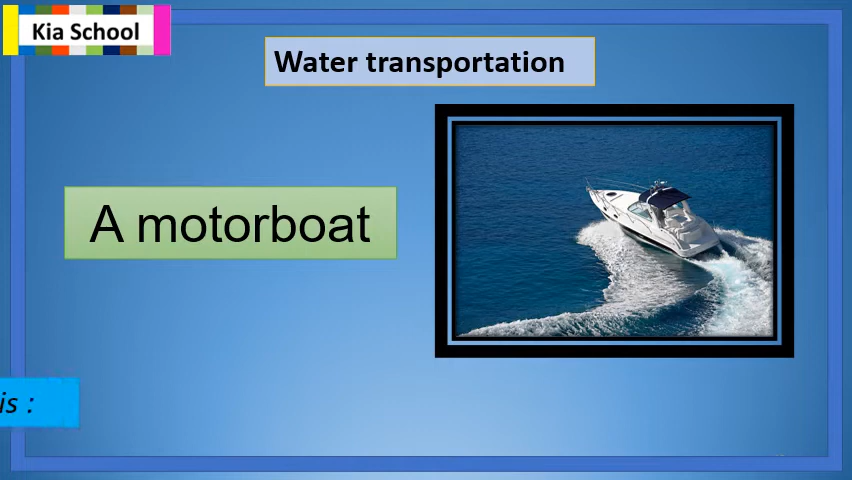 Kia School
Water transportation
A motorboat
is :